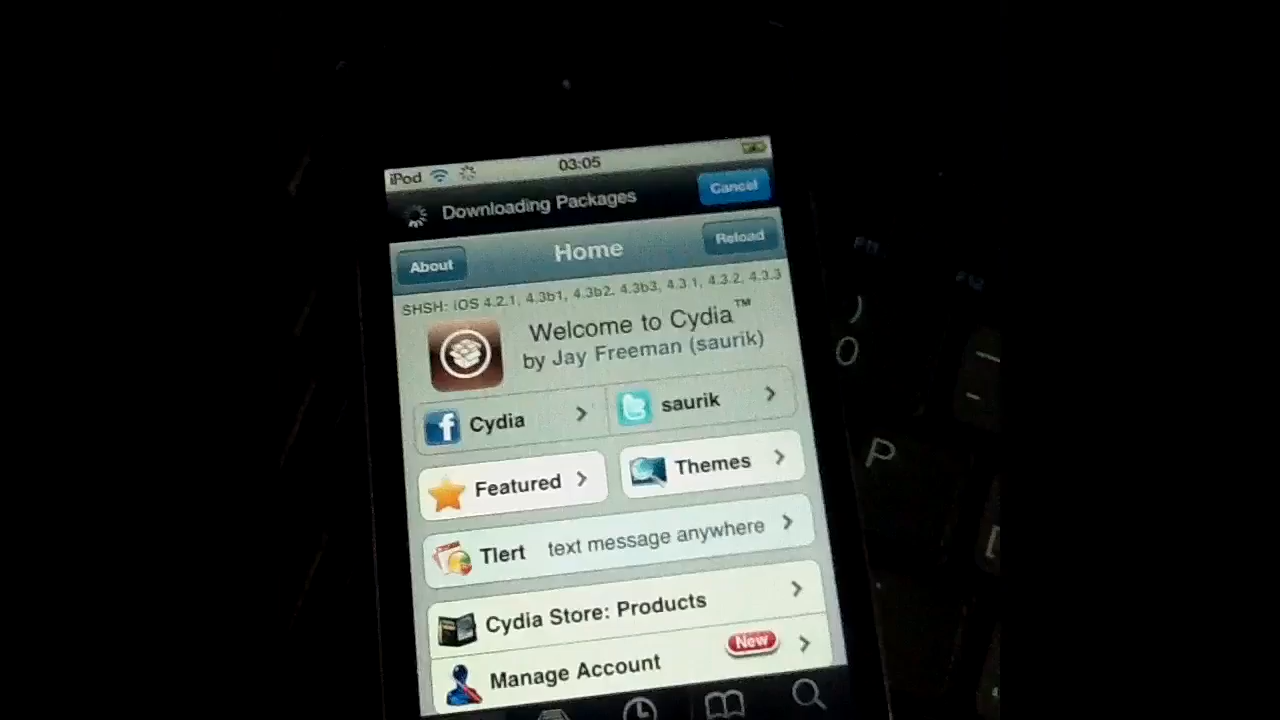 iPod 03:05
Downloading Packages Cancel
About Home Reload
SHSH: iOS 4.2.1, 4.3b1, 4.3b2, 4.3b3, 4.3.1, 4.3.2, 4.3.3
Welcome to Cydia™
by Jay Freeman (saurik)
f Cydia saurik
Featured Themes
Tlert text message anywhere
Cydia Store: Products
Manage Account New
)
0
P